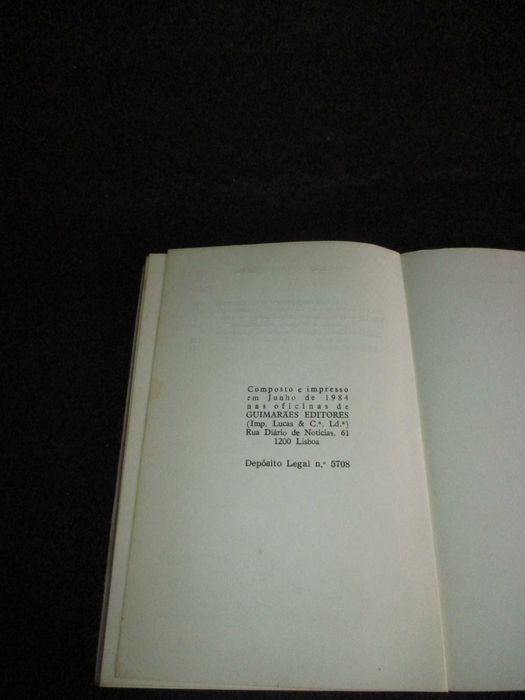 Composto e impresso
em Junho de 1984
nas oficinas de
GUIMARÃES EDITORES
(Imp. Lucas & C.ª, Ld.ª)
Rua Diário de Notícias, 61
1200 Lisboa
Depósito Legal n.º 5708